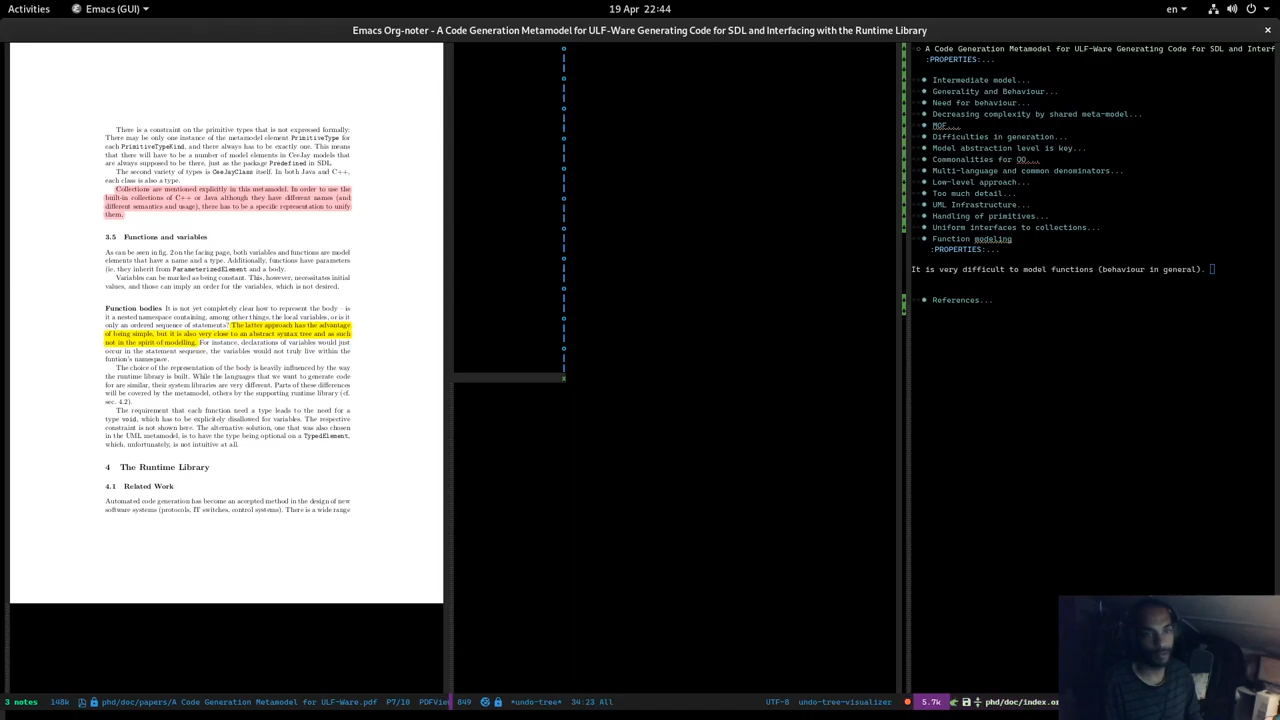 Activities
Emacs (GUI)
19 Apr 22:44
en
Emacs Org-noter - A Code Generation Metamodel for ULF-Ware Generating Code for SDL and Interfacing with the Runtime Library
There is a constraint on the primitive types that is not expressed formally:
There may be only one instance of the metamodel element PrimitiveType for
each PrimitiveTypeKind, and there always has to be exactly one. This means
that there will have to be a number of model elements in CeeJay models that
are always supposed to be there, just as the package Predefined in SDL.
The second variety of types is CeeJayClass itself. In both Java and C++,
each class is also a type.
Collections are mentioned explicitly in this metamodel. In order to use the
built-in collections of C++ or Java although they have different names (and
different semantics and usage), there has to be a specific representation to unify
them.
3.5 Functions and variables
As can be seen in fig. 2 on the facing page, both variables and functions are model
elements that have a name and a type. Additionally, functions have parameters
(ie. they inherit from ParameterizedElement and a body.
Variables can be marked as being constant. This, however, necessitates initial
values, and those can imply an order for the variables, which is not desired.
Function bodies It is not yet completely clear how to represent the body – is
it a nested namespace containing, among other things, the local variables, or is it
only an ordered sequence of statements? The latter approach has the advantage
of being simple, but it is also very close to an abstract syntax tree and as such
not in the spirit of modelling. For instance, declarations of variables would just
occur in the statement sequence, the variables would not truly live within the
funtion's namespace.
The choice of the representation of the body is heavily influenced by the way
the runtime library is built. While the languages that we want to generate code
for are similar, their system libraries are very different. Parts of these differences
will be covered by the metamodel, others by the supporting runtime library (cf.
sec. 4.2).
The requirement that each function need a type leads to the need for a
type void, which has to be explicitely disallowed for variables. The respective
constraint is not shown here. The alternative solution, one that was also chosen
in the UML metamodel, is to have the type being optional on a TypedElement,
which, unfortunately, is not intuitive at all.
4 The Runtime Library
4.1 Related Work
Automated code generation has become an accepted method in the design of new
software systems (protocols, IT switches, control systems). There is a wide range
o
|
|
|
|
|
o
|
|
|
|
|
o
|
|
|
|
|
o
|
|
|
|
|
o
|
|
|
|
|
o
|
x
A Code Generation Metamodel for ULF-Ware Generating Code for SDL and Interf
:PROPERTIES:...
Intermediate model...
Generality and Behaviour...
Need for behaviour...
Decreasing complexity by shared meta-model...
MOF...
Difficulties in generation...
Model abstraction level is key...
Commonalities for OO...
Multi-language and common denominators...
Low-level approach...
Too much detail...
UML Infrastructure...
Handling of primitives...
Uniform interfaces to collections...
Function modeling
:PROPERTIES:...
It is very difficult to model functions (behaviour in general).
References...
3 notes 148k phd/doc/papers/A Code Generation Metamodel for ULF-Ware.pdf P7/10 PDFView
849 *undo-tree* 34:23 All UTF-8 undo-tree-visualizer
5.7k phd/doc/index.or